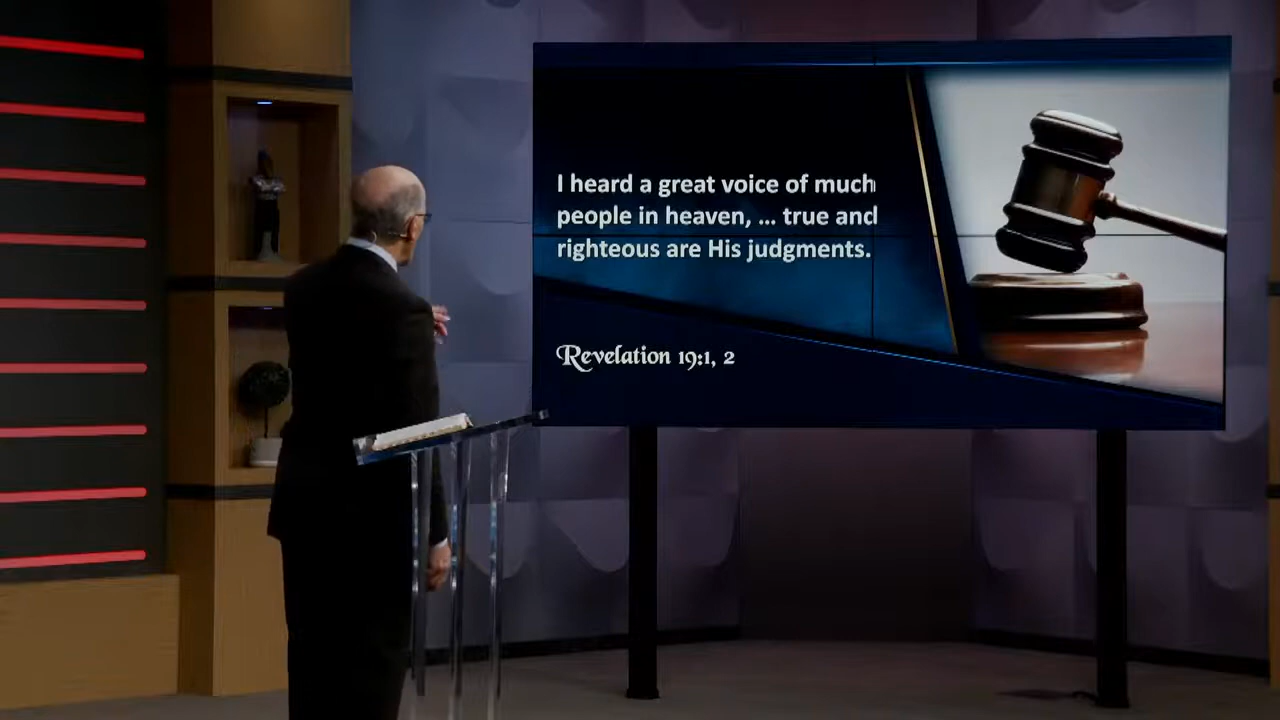 I heard a great voice of much
people in heaven, ... true and
righteous are His judgments.
Revelation 19:1, 2